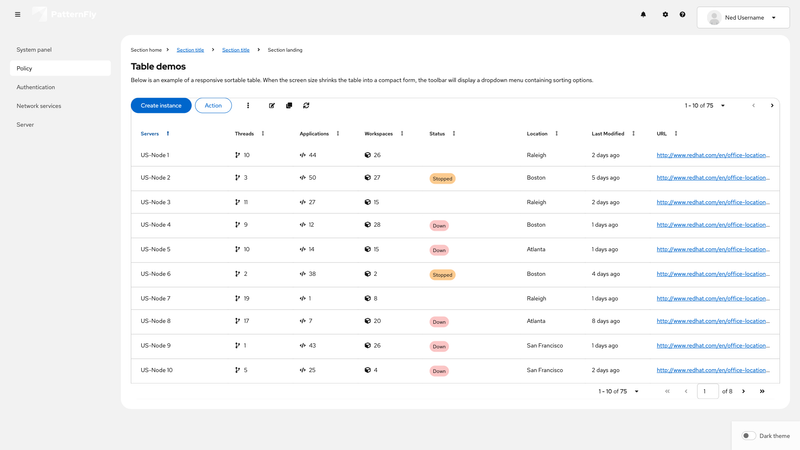 PatternFly
Ned Username
System panel
Policy
Authentication
Network services
Server
Section home Section title Section title Section landing
Table demos
Below is an example of a responsive sortable table. When the screen size shrinks the table into a compact form, the toolbar will display a dropdown menu containing sorting options.
Create instance Action 1 - 10 of 75
Servers Threads Applications Workspaces Status Location Last Modified URL
US-Node 1 10 44 26 Raleigh 2 days ago http://www.redhat.com/en/office-location...
US-Node 2 3 50 27 Stopped Boston 5 days ago http://www.redhat.com/en/office-location...
US-Node 3 11 27 15 Raleigh 2 days ago http://www.redhat.com/en/office-location...
US-Node 4 9 12 28 Down Boston 1 days ago http://www.redhat.com/en/office-location...
US-Node 5 10 14 15 Down Atlanta 1 days ago http://www.redhat.com/en/office-location...
US-Node 6 2 38 2 Stopped Boston 4 days ago http://www.redhat.com/en/office-location...
US-Node 7 19 1 8 Raleigh 1 days ago http://www.redhat.com/en/office-location...
US-Node 8 17 7 20 Down Atlanta 8 days ago http://www.redhat.com/en/office-location...
US-Node 9 1 43 26 Down San Francisco 1 days ago http://www.redhat.com/en/office-location...
US-Node 10 5 25 4 Down San Francisco 2 days ago http://www.redhat.com/en/office-location...
1 - 10 of 75 1 of 8
Dark theme